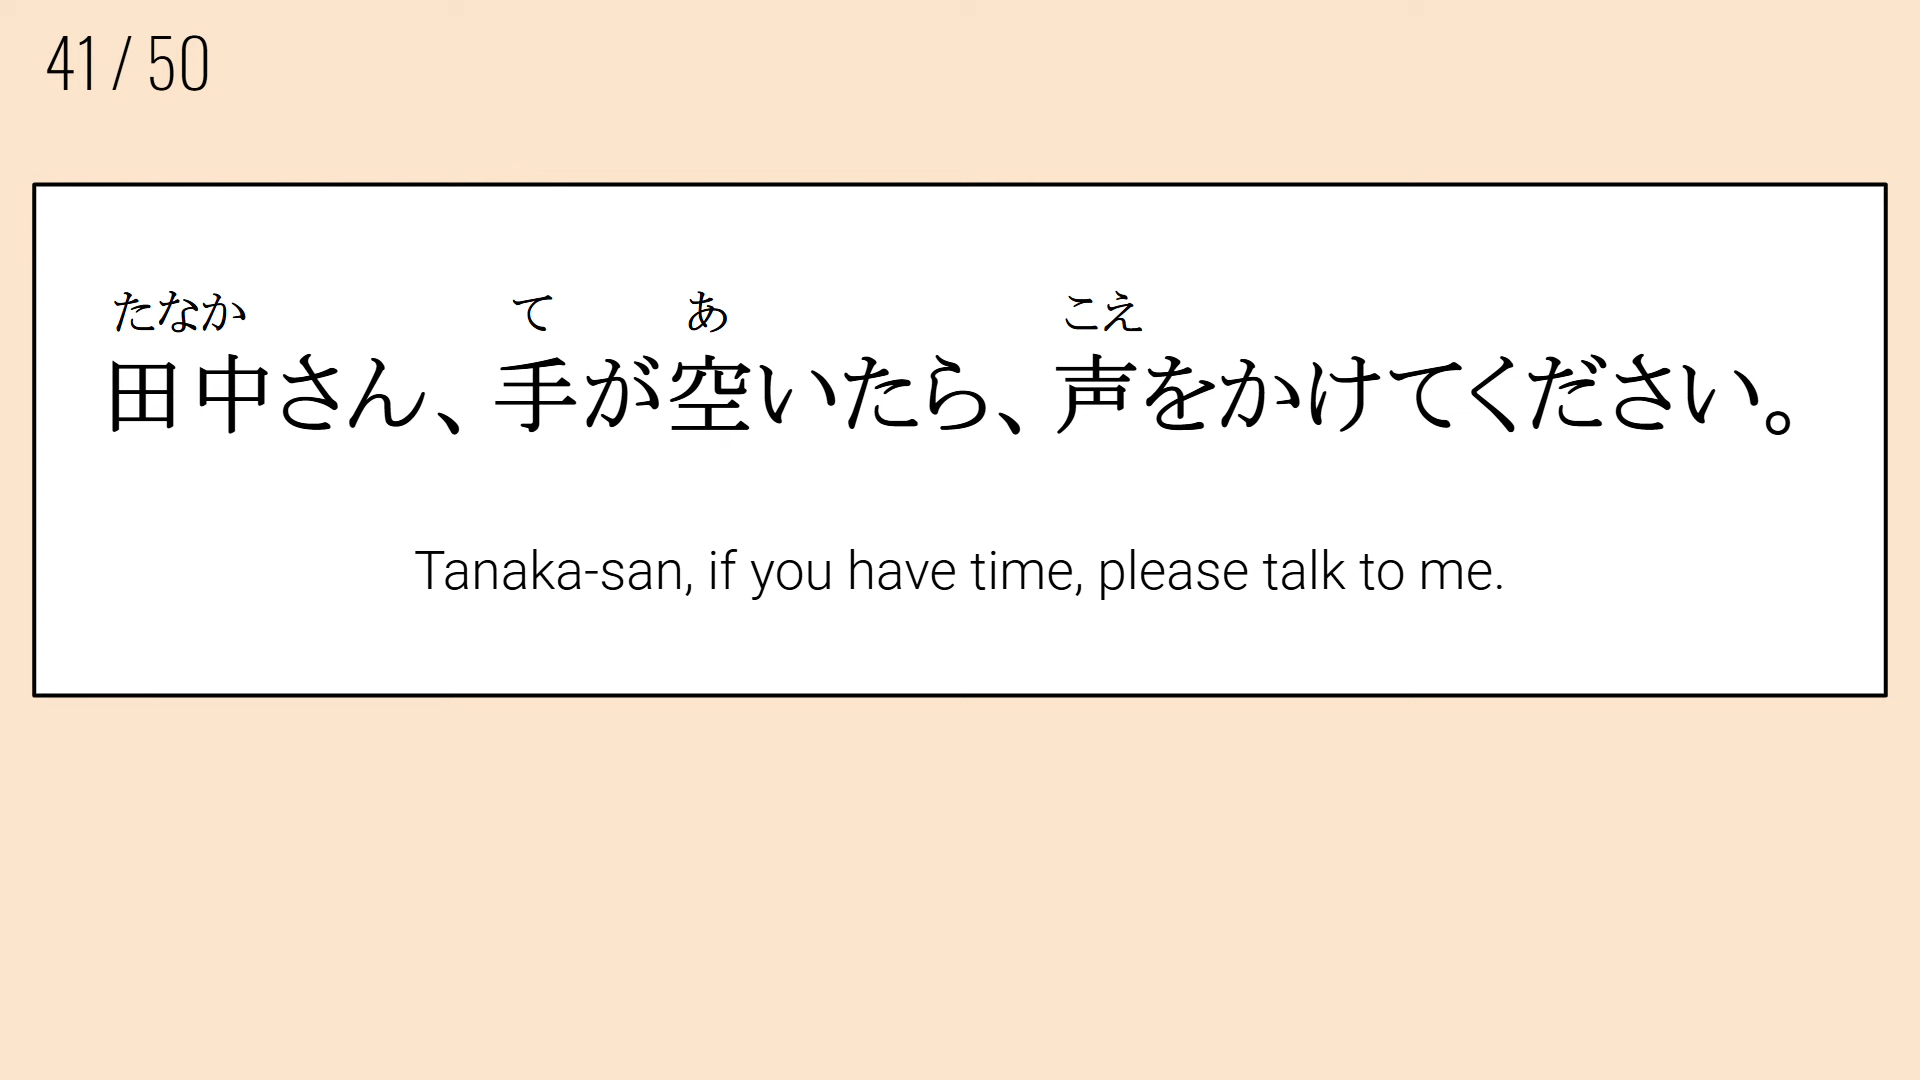 41 / 50
たなか て あ こえ
田中さん、手が空いたら、声をかけてください。
Tanaka-san, if you have time, please talk to me.